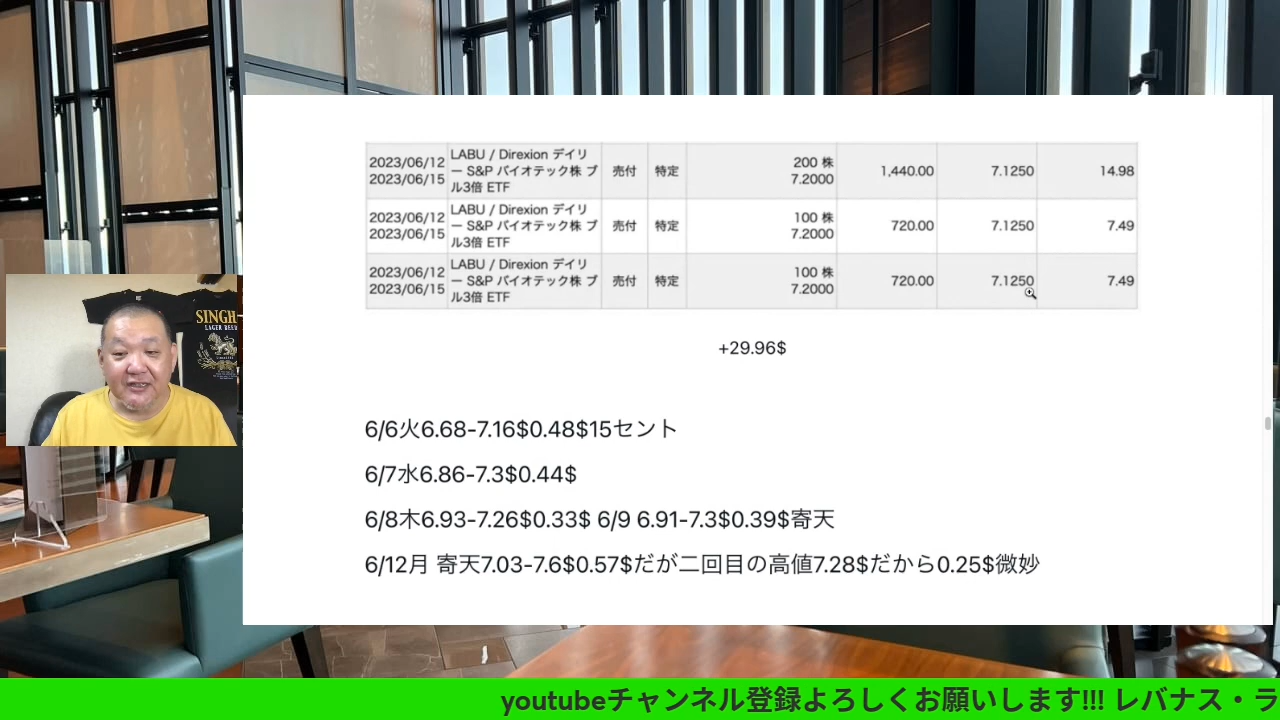 2023/06/12
2023/06/15
LABU / Direxion デイリ
ー S&P バイオテック株 ブ
ル3倍 ETF
売付
特定
200 株
7.2000
1,440.00
7.1250
14.98
2023/06/12
2023/06/15
LABU / Direxion デイリ
ー S&P バイオテック株 ブ
ル3倍 ETF
売付
特定
100 株
7.2000
720.00
7.1250
7.49
2023/06/12
2023/06/15
LABU / Direxion デイリ
ー S&P バイオテック株 ブ
ル3倍 ETF
売付
特定
100 株
7.2000
720.00
7.1250
7.49
+29.96$
SINGH
LAGER BEER
6/6火6.68-7.16$0.48$15セント
6/7水6.86-7.3$0.44$
6/8木6.93-7.26$0.33$ 6/9 6.91-7.3$0.39$寄天
6/12月 寄天7.03-7.6$0.57$だが二回目の高値7.28$だから0.25$微妙
youtubeチャンネル登録よろしくお願いします!!! レバナス・ラ